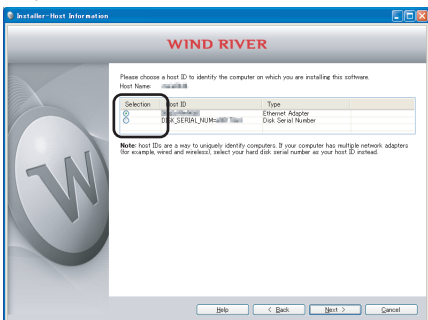 Installer-Host Information
WIND RIVER
Please choose a host ID to identify the computer on which you are installing this software.
Host Name:
Selection Host ID Type
Ethernet Adapter
DISK_SERIAL_NUM= Disk Serial Number
Note: host IDs are a way to uniquely identify computers. If your computer has multiple network adapters
(for example, wired and wireless), select your hard disk serial number as your host ID instead.
W
Help < Back Next > Cancel